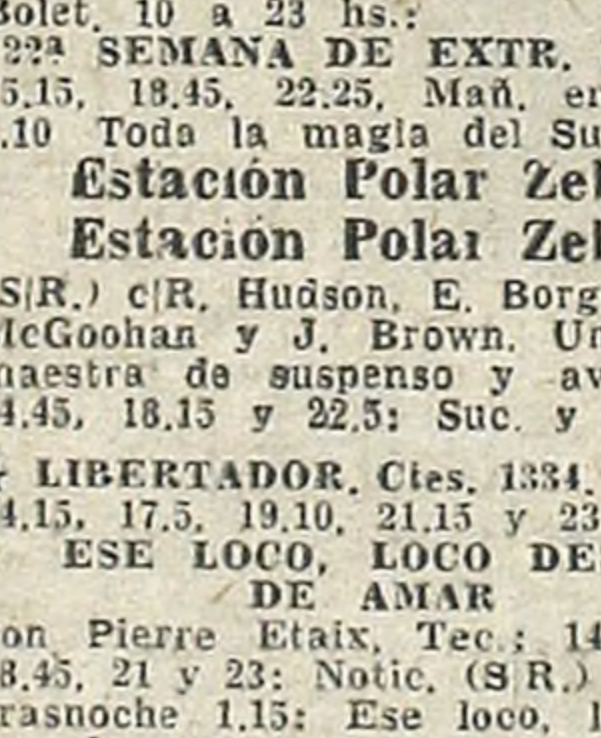 Bolet. 10 a 23 hs.:
22ª SEMANA DE EXTR.
5.15, 18.45, 22.25. Mañ. en
.10 Toda la magia del Su
Estación Polar Zeb
Estación Polar Zeb
(S|R.) c|R. Hudson, E. Borg
McGoohan y J. Brown. Un
maestra de suspenso y av
4.45, 18.15 y 22.5: Suc. y
LIBERTADOR. Ctes. 1334.
4.15, 17.5, 19.10, 21.15 y 23
ESE LOCO, LOCO DE
DE AMAR
on Pierre Etaix. Tec.: 14
8.45, 21 y 23: Notic. (S|R.)
rasnoche 1.15: Ese loco, l